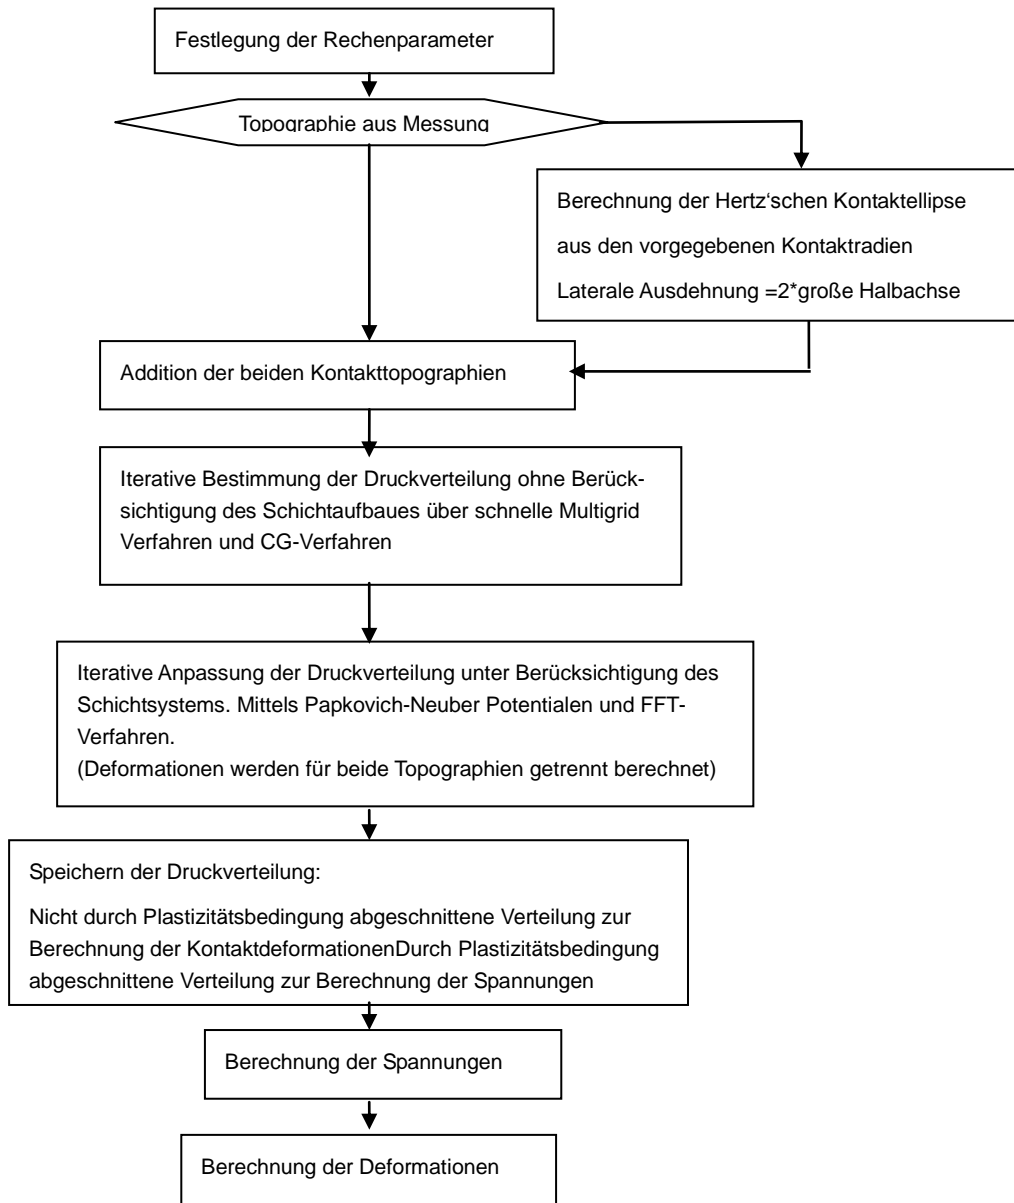 Festlegung der Rechenparameter
Topographie aus Messung
Berechnung der Hertz‘schen Kontaktellipse
aus den vorgegebenen Kontaktradien
Laterale Ausdehnung =2*große Halbachse
Addition der beiden Kontakttopographien
Iterative Bestimmung der Druckverteilung ohne Berück-
sichtigung des Schichtaufbaues über schnelle Multigrid
Verfahren und CG-Verfahren
Iterative Anpassung der Druckverteilung unter Berücksichtigung des
Schichtsystems. Mittels Papkovich-Neuber Potentialen und FFT-
Verfahren.
(Deformationen werden für beide Topographien getrennt berechnet)
Speichern der Druckverteilung:
Nicht durch Plastizitätsbedingung abgeschnittene Verteilung zur
Berechnung der KontaktdeformationenDurch Plastizitätsbedingung
abgeschnittene Verteilung zur Berechnung der Spannungen
Berechnung der Spannungen
Berechnung der Deformationen